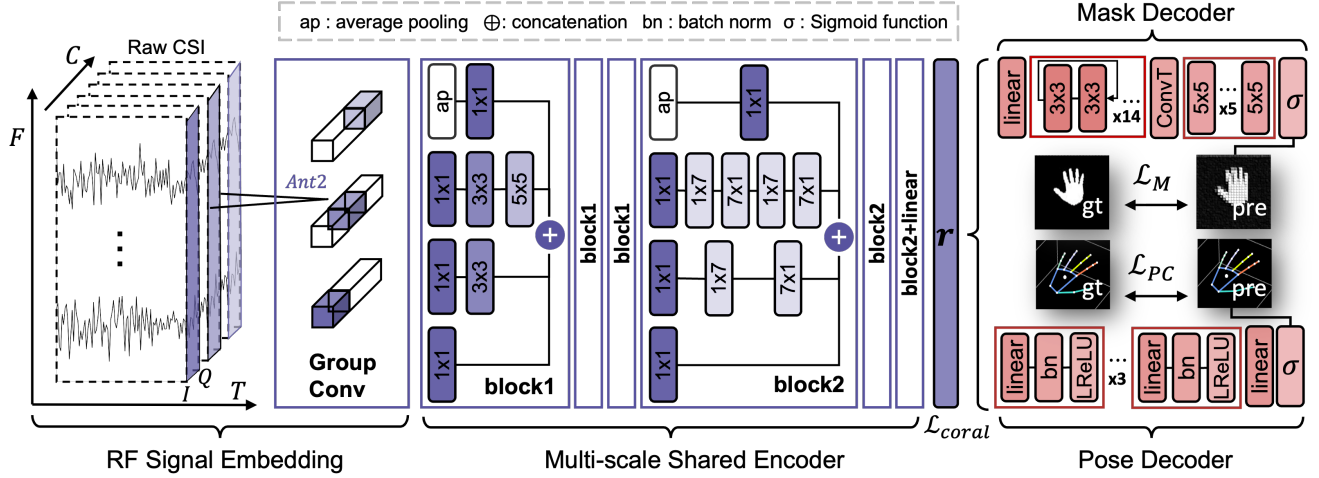 ap : average pooling ⊕: concatenation bn : batch norm σ : Sigmoid function
Mask Decoder
Raw CSI
C
F
Ant2
I
Q
T
Group
Conv
RF Signal Embedding
ap
1x1
1x1
3x3
5x5
1x1
3x3
1x1
+
block1
block1
block1
ap
1x1
1x1
1x7
7x1
1x7
7x1
1x1
1x7
7x1
1x1
+
block2
block2
block2+linear
Multi-scale Shared Encoder
r
ℒcoral
linear
3x3
3x3
...
x14
ConvT
5x5
...
x5
5x5
σ
gt
ℒM
pre
gt
ℒPC
pre
linear
bn
LReLU
...
x3
linear
bn
LReLU
linear
σ
Pose Decoder